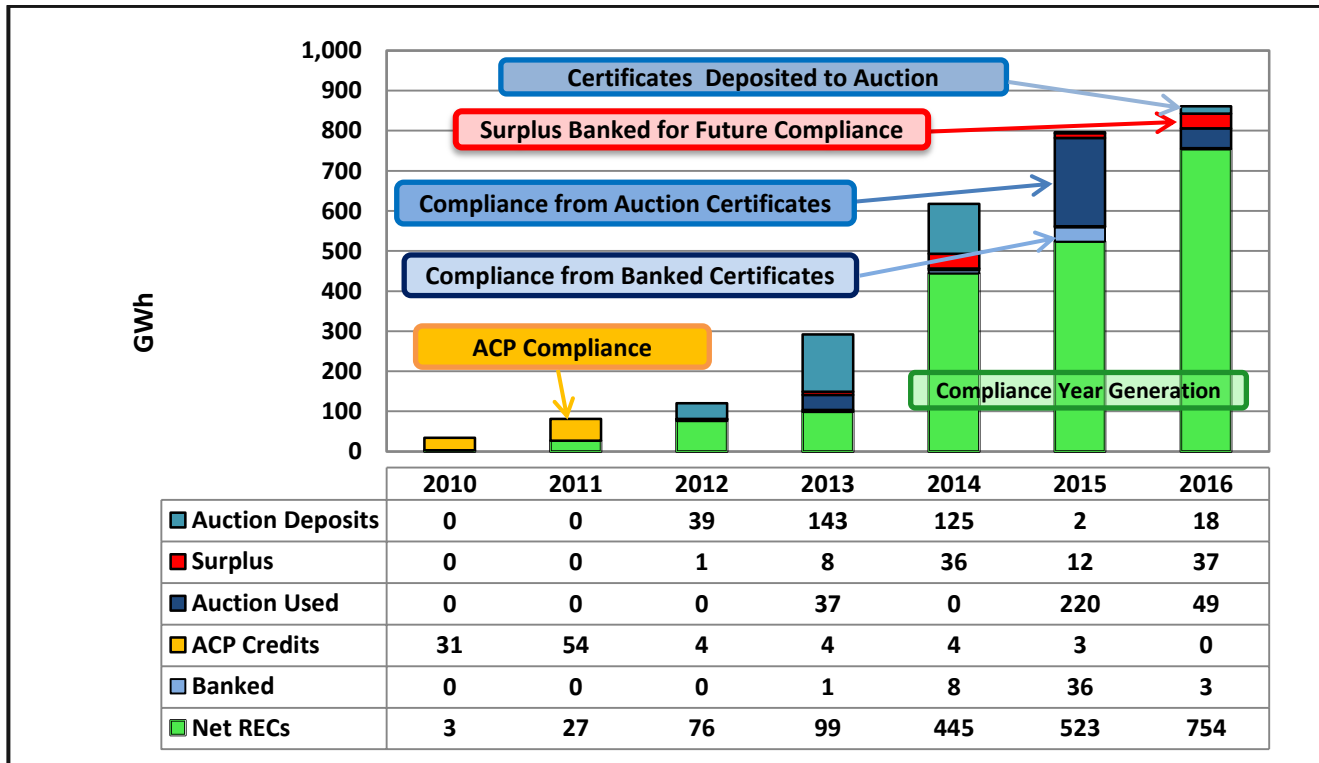 1,000
Certificates Deposited to Auction
900
Surplus Banked for Future Compliance
800
700
Compliance from Auction Certificates
600
500
Compliance from Banked Certificates
400
GWh
300
ACP Compliance
200
Compliance Year Generation
100
0
2010 2011 2012 2013 2014 2015 2016
Auction Deposits 0 0 39 143 125 2 18
Surplus 0 0 1 8 36 12 37
Auction Used 0 0 0 37 0 220 49
ACP Credits 31 54 4 4 4 3 0
Banked 0 0 0 1 8 36 3
Net RECs 3 27 76 99 445 523 754